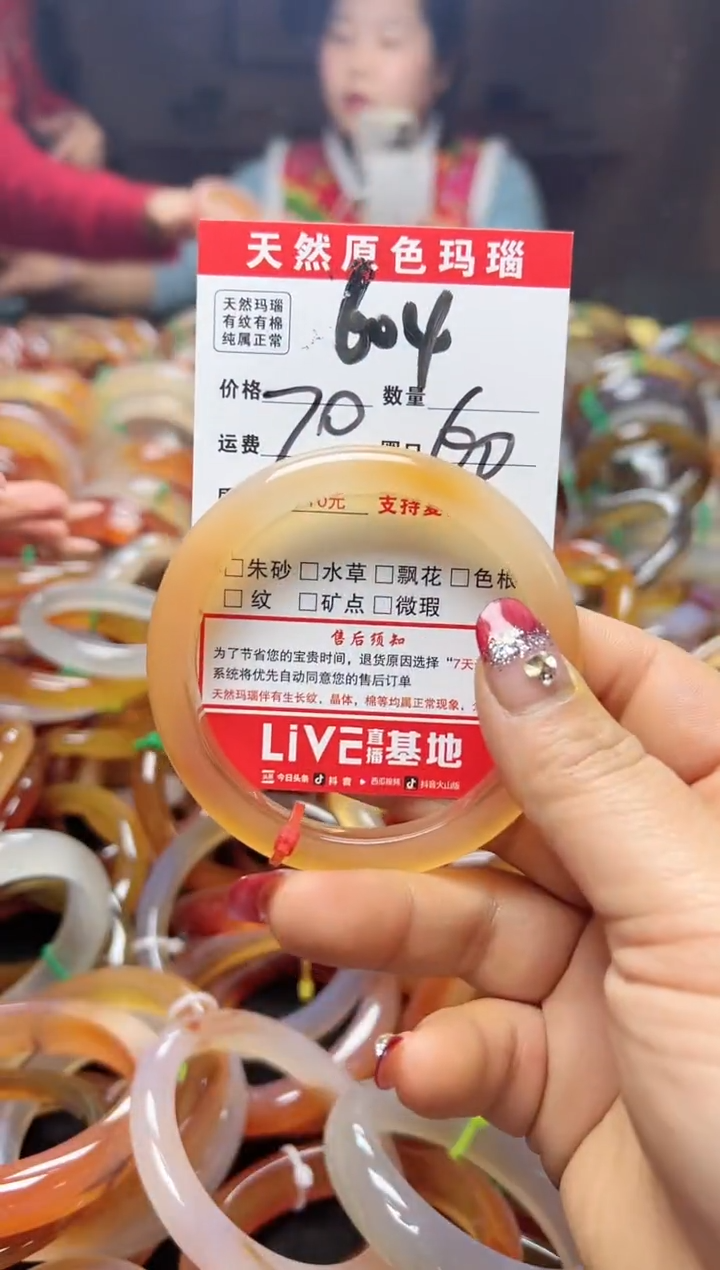 天然原色玛瑙
天然玛瑙
有纹有棉
纯属正常
604
价格 70 数量
运费 圈口 60
10元 支持复
□朱砂 □水草 □飘花 □色根
□ 纹 □矿点 □微瑕
售后须知
为了节省您的宝贵时间，退货原因选择 “7天
系统将优先自动同意您的售后订单
天然玛瑙伴有生长纹，晶体，棉等均属正常现象，
LiVE直播基地
今日头条 抖音 西瓜视频 抖音火山版